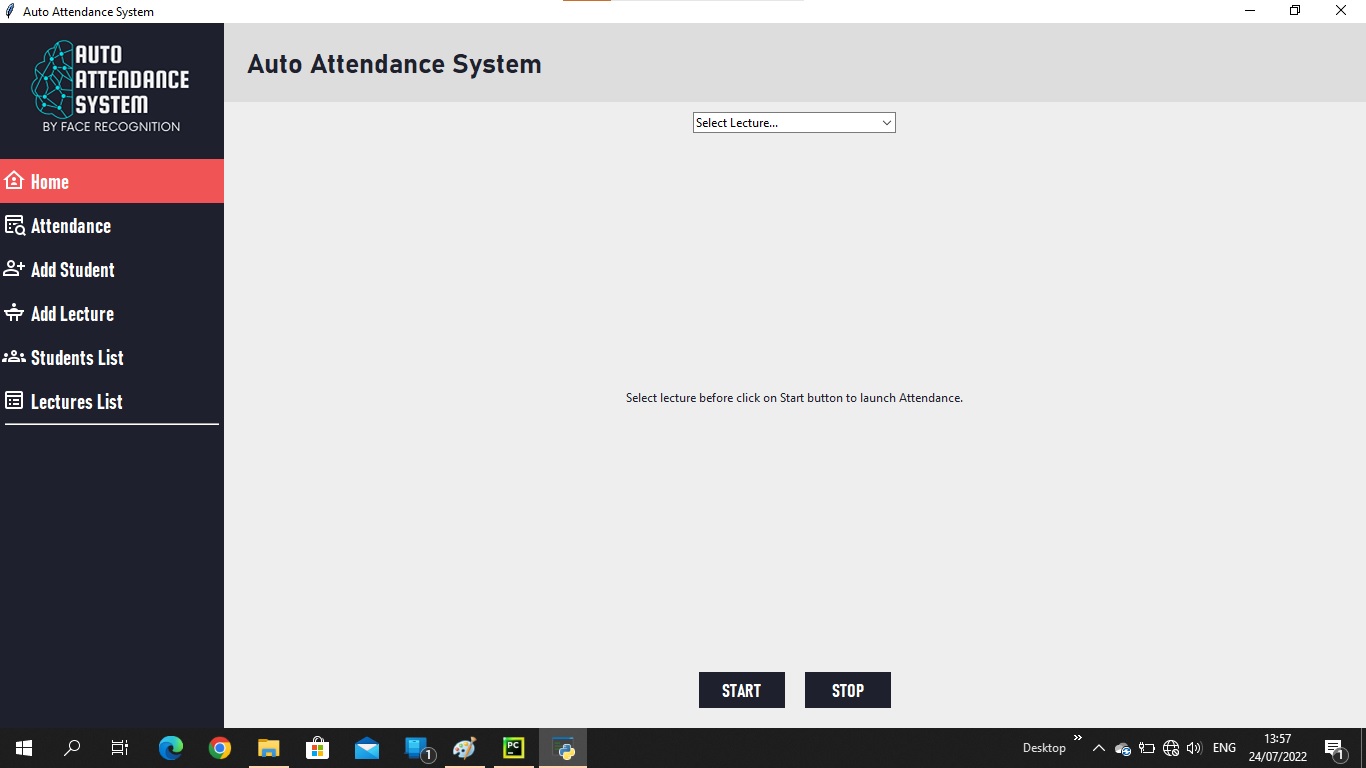 Auto Attendance System
AUTO
ATTENDANCE
SYSTEM
BY FACE RECOGNITION
Auto Attendance System
Select Lecture...
Home
Attendance
Add Student
Add Lecture
Students List
Lectures List
Select lecture before click on Start button to launch Attendance.
START
STOP
1
PC
Desktop
ENG
13:57
24/07/2022
1